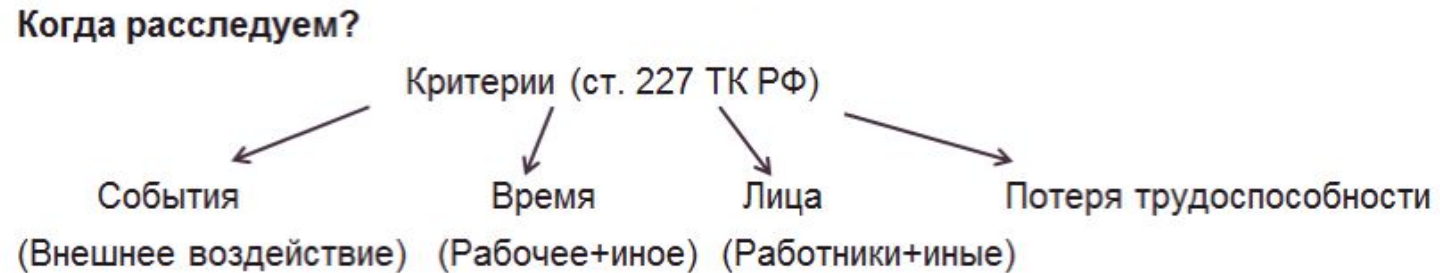 Когда расследуем?
Критерии (ст. 227 ТК РФ)
События Время Лица Потеря трудоспособности
(Внешнее воздействие) (Рабочее+иное) (Работники+иные)